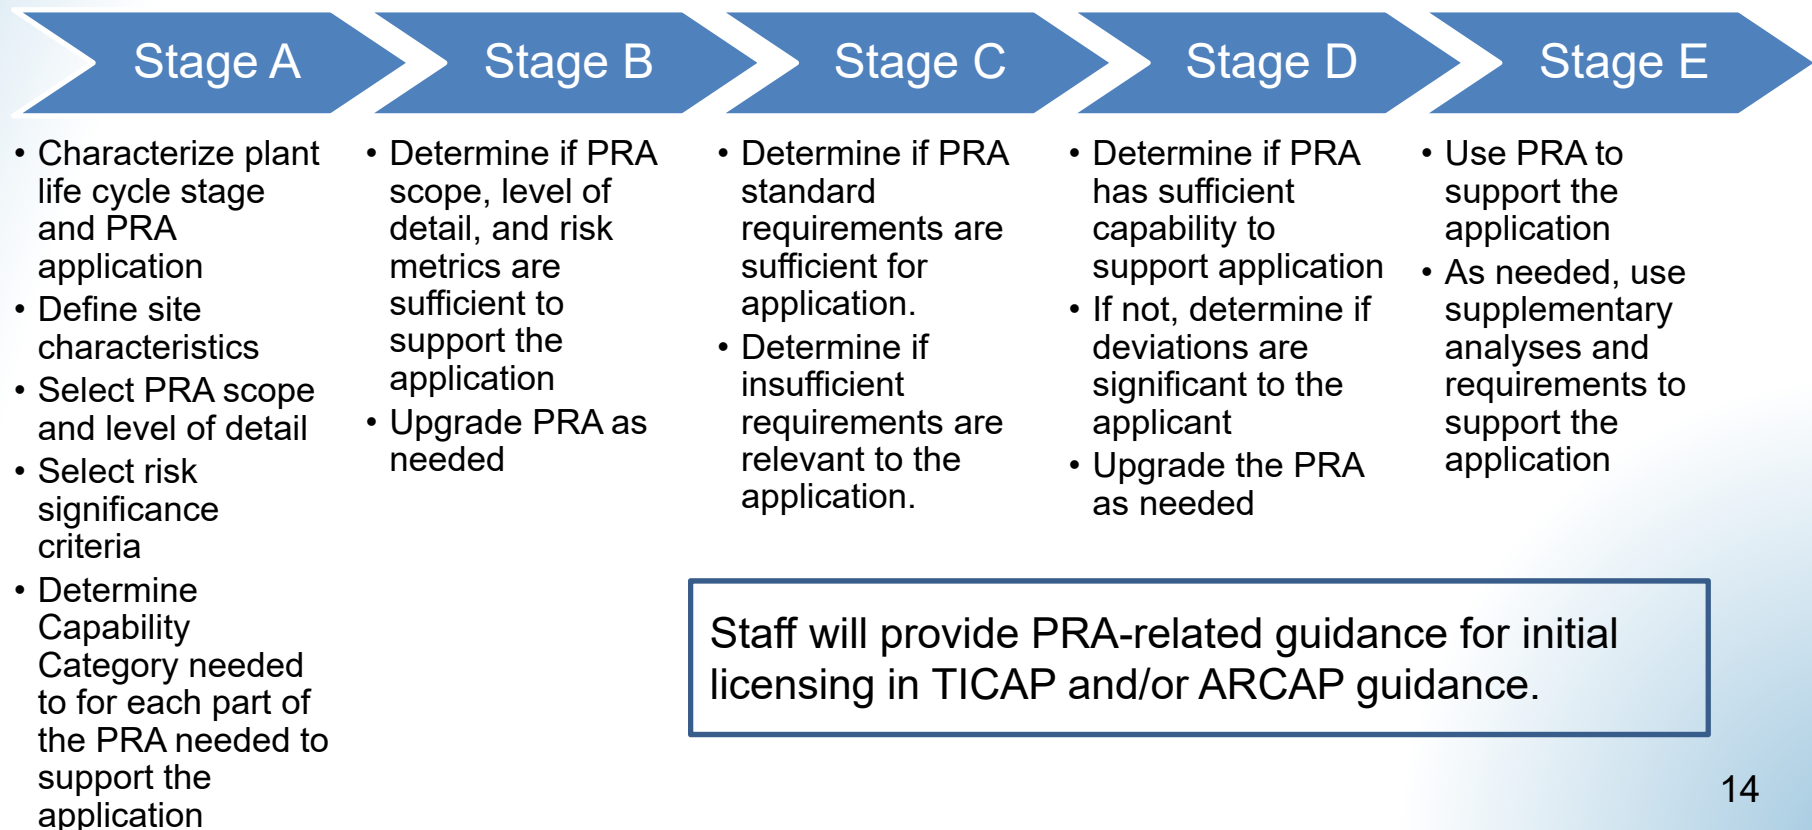 Stage A
Stage B
Stage C
Stage D
Stage E
• Characterize plant
life cycle stage
and PRA
application
• Define site
characteristics
• Select PRA scope
and level of detail
• Select risk
significance
criteria
• Determine
Capability
Category needed
to for each part of
the PRA needed to
support the
application
• Determine if PRA
scope, level of
detail, and risk
metrics are
sufficient to
support the
application
• Upgrade PRA as
needed
• Determine if PRA
standard
requirements are
sufficient for
application.
• Determine if
insufficient
requirements are
relevant to the
application.
• Determine if PRA
has sufficient
capability to
support application
• If not, determine if
deviations are
significant to the
applicant
• Upgrade the PRA
as needed
• Use PRA to
support the
application
• As needed, use
supplementary
analyses and
requirements to
support the
application
Staff will provide PRA-related guidance for initial
licensing in TICAP and/or ARCAP guidance.
14